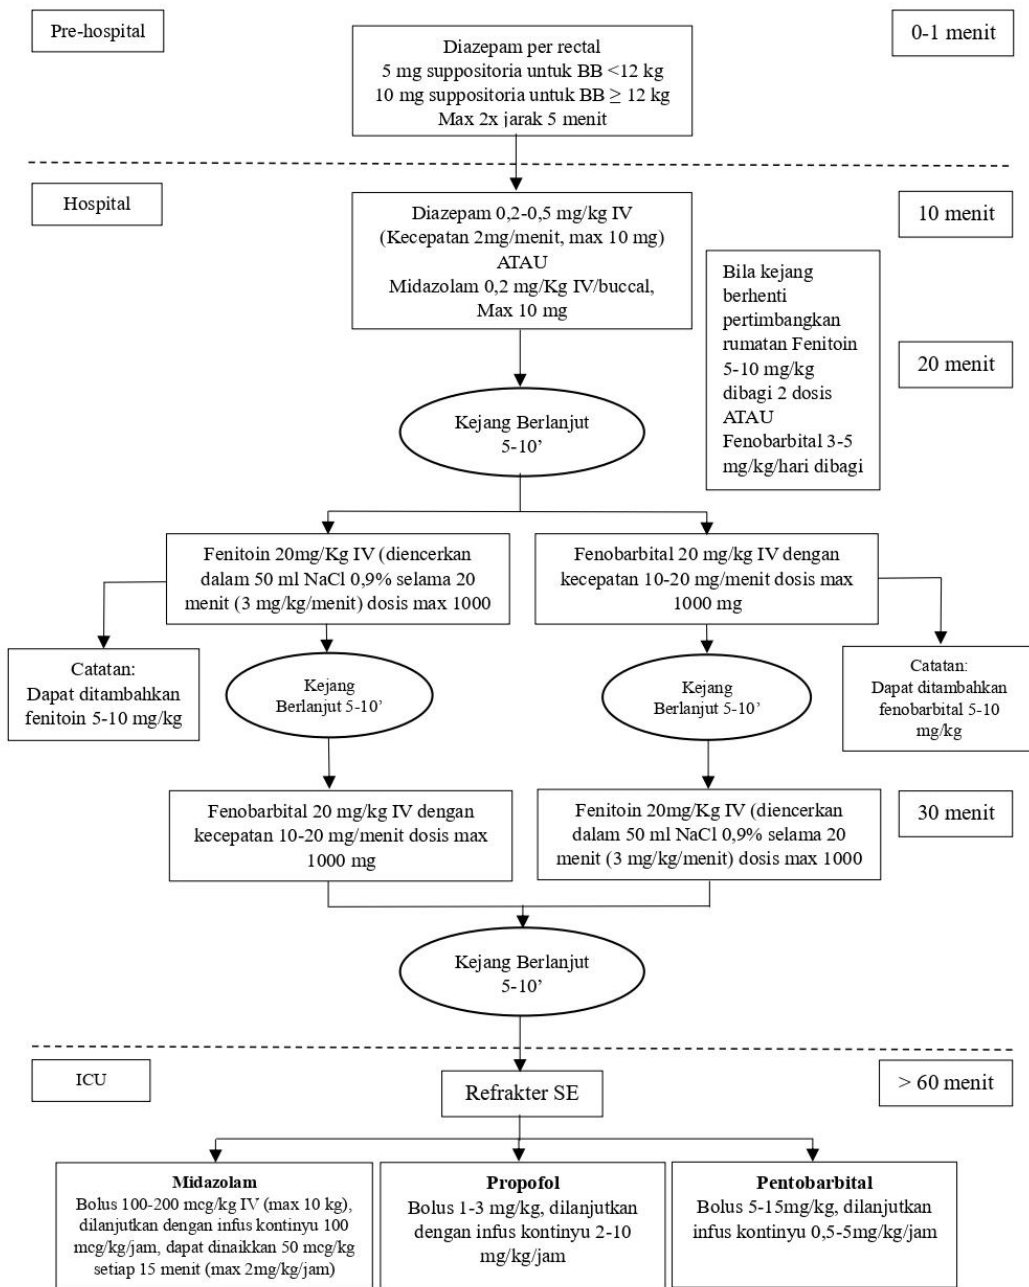 Pre-hospital
0-1 menit
Diazepam per rectal
5 mg suppositoria untuk BB <12 kg
10 mg suppositoria untuk BB ≥ 12 kg
Max 2x jarak 5 menit
Hospital
10 menit
Diazepam 0,2-0,5 mg/kg IV
(Kecepatan 2mg/menit, max 10 mg)
ATAU
Midazolam 0,2 mg/Kg IV/buccal,
Max 10 mg
Bila kejang
berhenti
pertimbangkan
rumatan Fenitoin
5-10 mg/kg
dibagi 2 dosis
ATAU
Fenobarbital 3-5
mg/kg/hari dibagi
20 menit
Kejang Berlanjut
5-10’
Fenitoin 20mg/Kg IV (diencerkan
dalam 50 ml NaCl 0,9% selama 20
menit (3 mg/kg/menit) dosis max 1000
Fenobarbital 20 mg/kg IV dengan
kecepatan 10-20 mg/menit dosis max
1000 mg
Catatan:
Dapat ditambahkan
fenitoin 5-10 mg/kg
Kejang
Berlanjut 5-10’
Kejang
Berlanjut 5-10’
Catatan:
Dapat ditambahkan
fenobarbital 5-10
mg/kg
Fenobarbital 20 mg/kg IV dengan
kecepatan 10-20 mg/menit dosis max
1000 mg
Fenitoin 20mg/Kg IV (diencerkan
dalam 50 ml NaCl 0,9% selama 20
menit (3 mg/kg/menit) dosis max 1000
30 menit
Kejang Berlanjut
5-10’
ICU
> 60 menit
Refrakter SE
Midazolam
Bolus 100-200 mcg/kg IV (max 10 kg),
dilanjutkan dengan infus kontinyu 100
mcg/kg/jam, dapat dinaikkan 50 mcg/kg
setiap 15 menit (max 2mg/kg/jam)
Propofol
Bolus 1-3 mg/kg, dilanjutkan
dengan infus kontinyu 2-10
mg/kg/jam
Pentobarbital
Bolus 5-15mg/kg, dilanjutkan
infus kontinyu 0,5-5mg/kg/jam